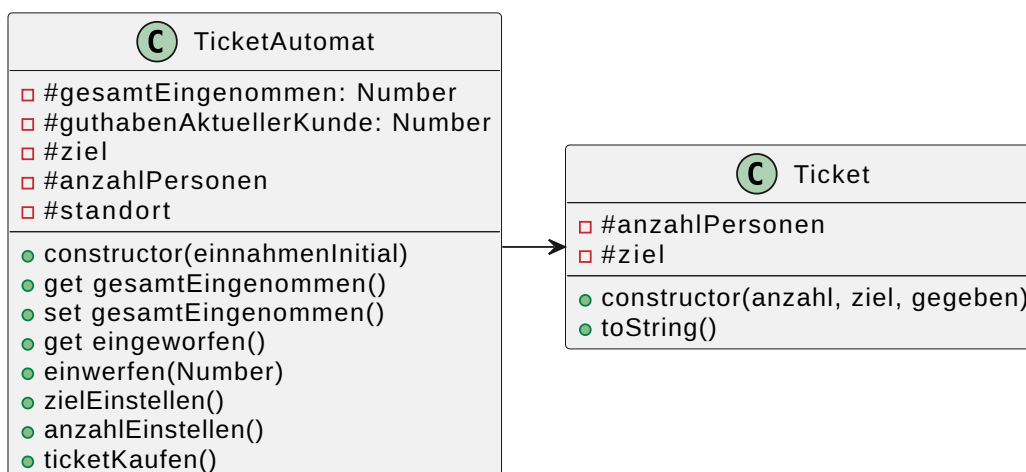 C TicketAutomat
#gesamtEingenommen: Number
#guthabenAktuellerKunde: Number
#ziel
#anzahlPersonen
#standort
constructor(einnahmenInitial)
get gesamtEingenommen()
set gesamtEingenommen()
get eingeworfen()
einwerfen(Number)
zielEinstellen()
anzahlEinstellen()
ticketKaufen()
C Ticket
#anzahlPersonen
#ziel
constructor(anzahl, ziel, gegeben)
toString()